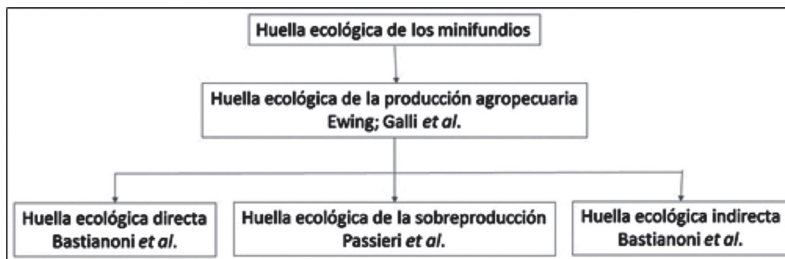 Huella ecológica de los minifundios
Huella ecológica de la producción agropecuaria
Ewing; Galli et al.
Huella ecológica directa
Bastianoni et al.
Huella ecológica de la sobreproducción
Passieri et al.
Huella ecológica indirecta
Bastianoni et al.